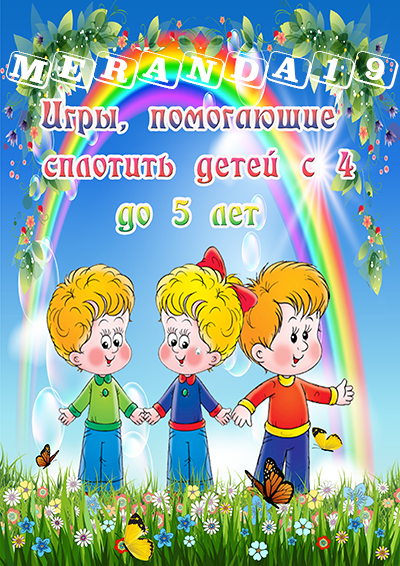 MERANDA19
Игры, помогающие
сплотить детей с 4
до 5 лет